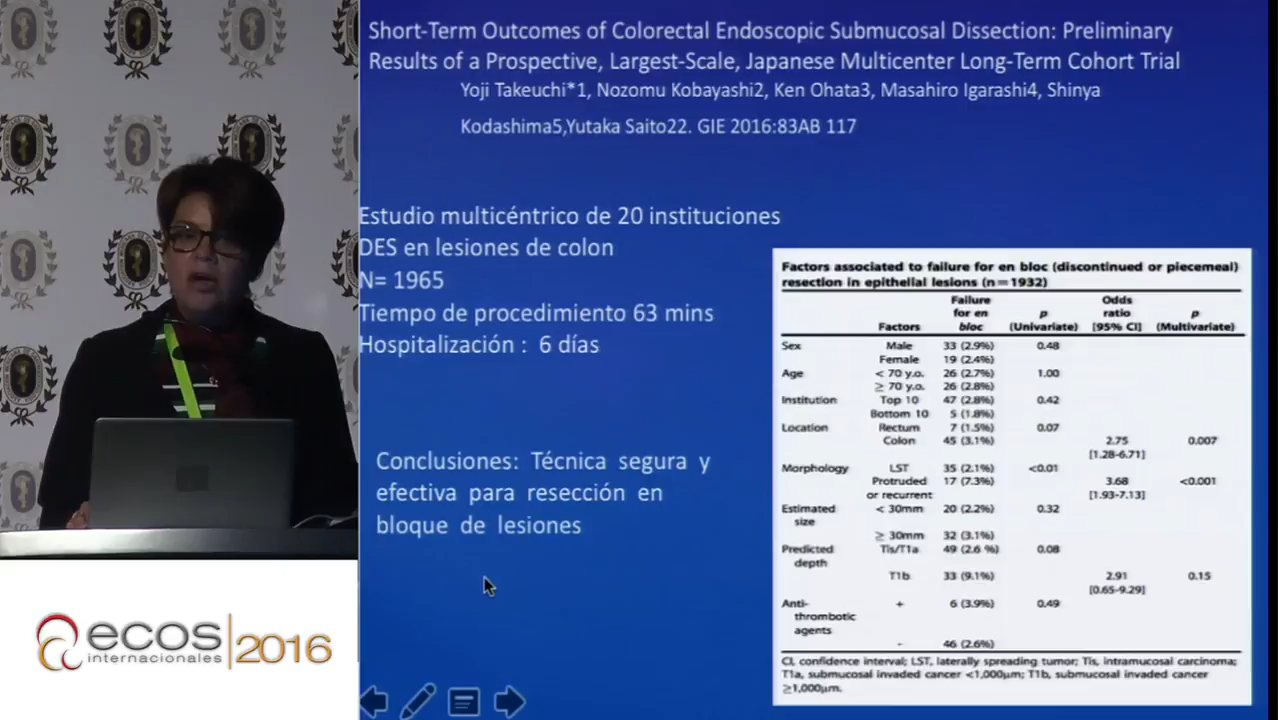 Short-Term Outcomes of Colorectal Endoscopic Submucosal Dissection: Preliminary
Results of a Prospective, Largest-Scale, Japanese Multicenter Long-Term Cohort Trial
Yoji Takeuchi*1, Nozomu Kobayashi2, Ken Ohata3, Masahiro Igarashi4, Shinya
Kodashima5,Yutaka Saito22. GIE 2016:83AB 117
Estudio multicéntrico de 20 instituciones
DES en lesiones de colon
N= 1965
Tiempo de procedimiento 63 mins
Hospitalización : 6 días
Conclusiones: Técnica segura y
efectiva para resección en
bloque de lesiones
Factors associated to failure for en bloc (discontinued or piecemeal)
resection in epithelial lesions (n=1932)
Factors Failure for en bloc p (Univariate) Odds ratio [95% CI] p (Multivariate)
Sex Male 33 (2.9%) 0.48
Female 19 (2.4%)
Age < 70 y.o. 26 (2.7%) 1.00
≥ 70 y.o. 26 (2.8%)
Institution Top 10 47 (2.8%) 0.42
Bottom 10 5 (1.8%)
Location Rectum 7 (1.5%) 0.07
Colon 45 (3.1%) 2.75 0.007
[1.28-6.71]
Morphology LST 35 (2.1%) <0.01
Protruded 17 (7.3%) 3.68 <0.001
or recurrent [1.93-7.13]
Estimated < 30mm 20 (2.2%) 0.32
size
≥ 30mm 32 (3.1%)
Predicted Tis/T1a 49 (2.6 %) 0.08
depth
T1b 33 (9.1%) 2.91 0.15
[0.65-9.29]
Anti- + 6 (3.9%) 0.49
thrombotic
agents
- 46 (2.6%)
CI, confidence interval; LST, laterally spreading tumor; Tis, intramucosal carcinoma;
T1a, submucosal invaded cancer <1,000µm; T1b, submucosal invaded cancer
≥1,000µm.
ecos
internacionales
2016